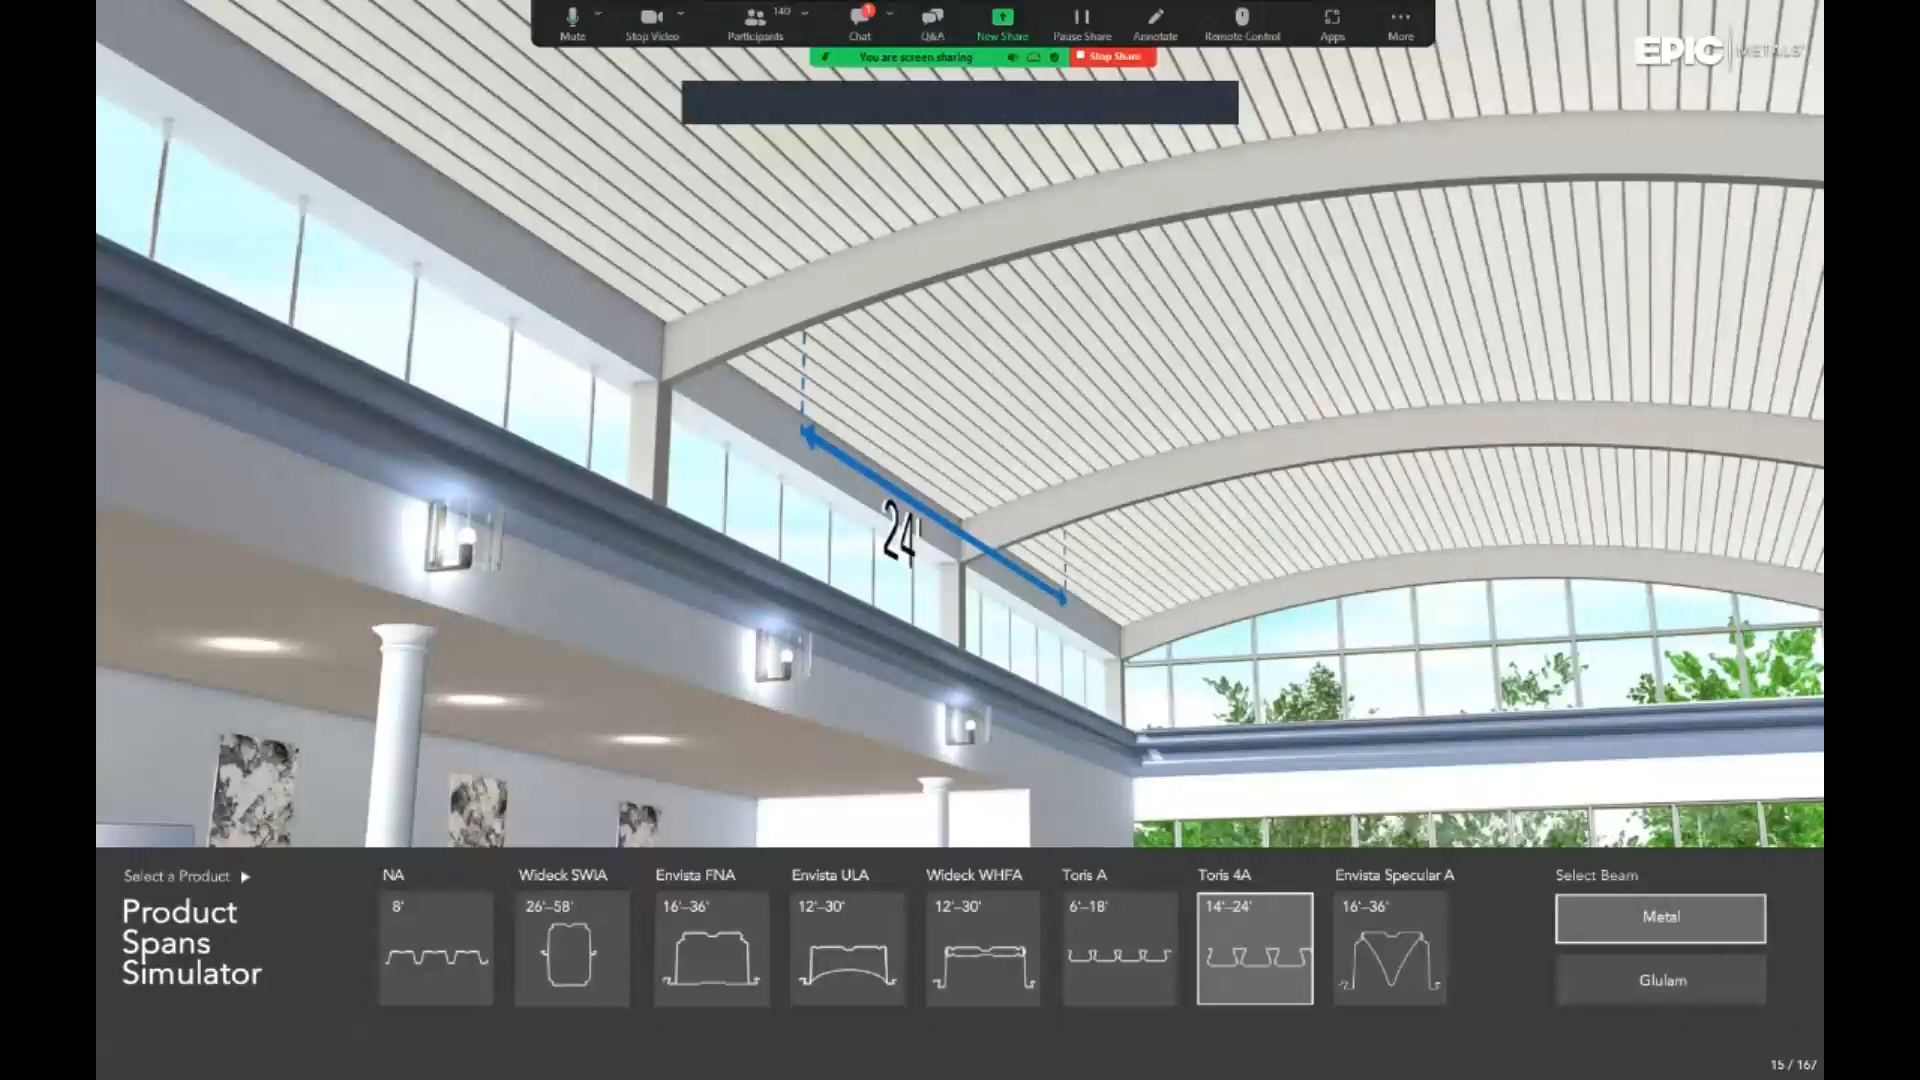 140
1
Mute
Stop Video
Participants
Chat
Q&A
New Share
Pause Share
Annotate
Remote Control
Apps
More
You are screen sharing
Stop Share
EPIC METALS
24'
Select a Product
Product
Spans
Simulator
NA
8'
Wideck SWIA
26'-58'
Envista FNA
16'-36'
Envista ULA
12'-30'
Wideck WHFA
12'-30'
Toris A
6'-18'
Toris 4A
14'-24'
Envista Specular A
16'-36'
Select Beam
Metal
Glulam
15 / 167